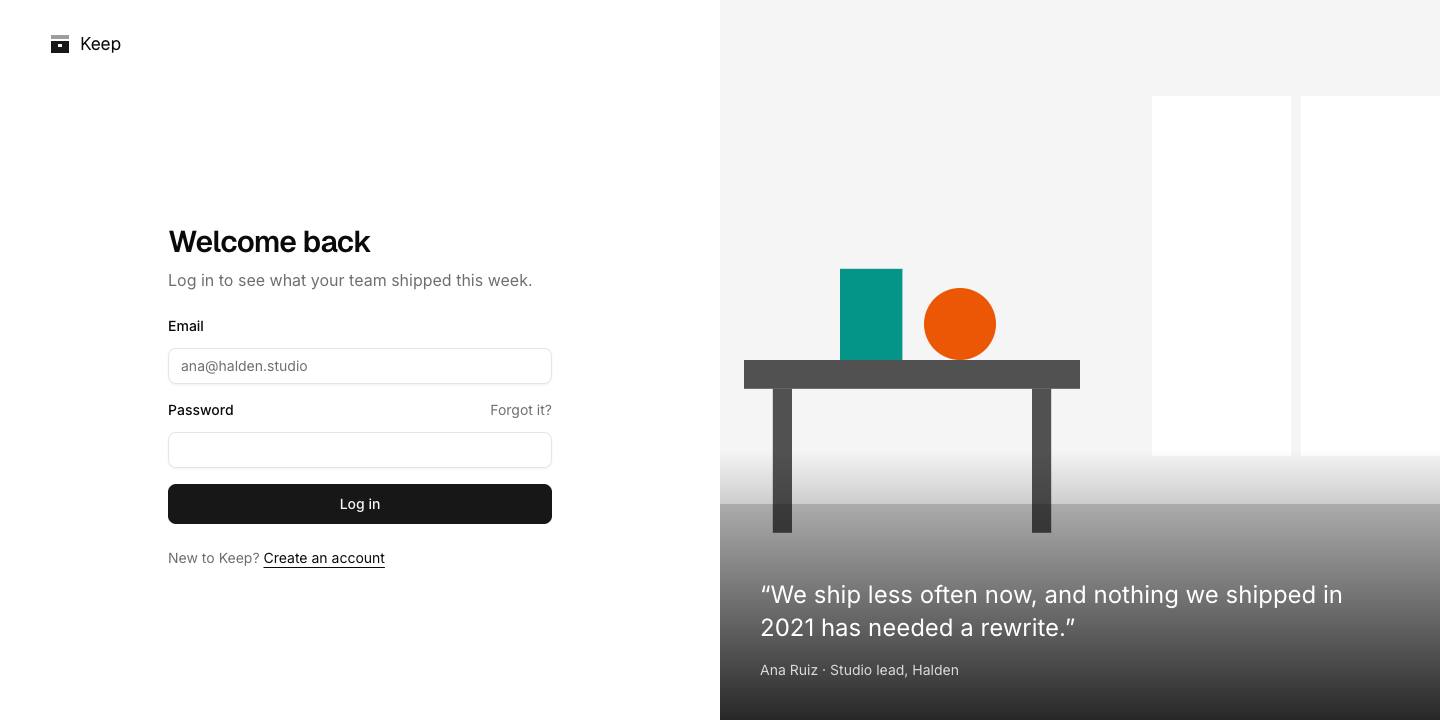 Keep
Welcome back
Log in to see what your team shipped this week.
Email
ana@halden.studio
Password
Forgot it?
Log in
New to Keep? Create an account
“We ship less often now, and nothing we shipped in
2021 has needed a rewrite.”
Ana Ruiz · Studio lead, Halden